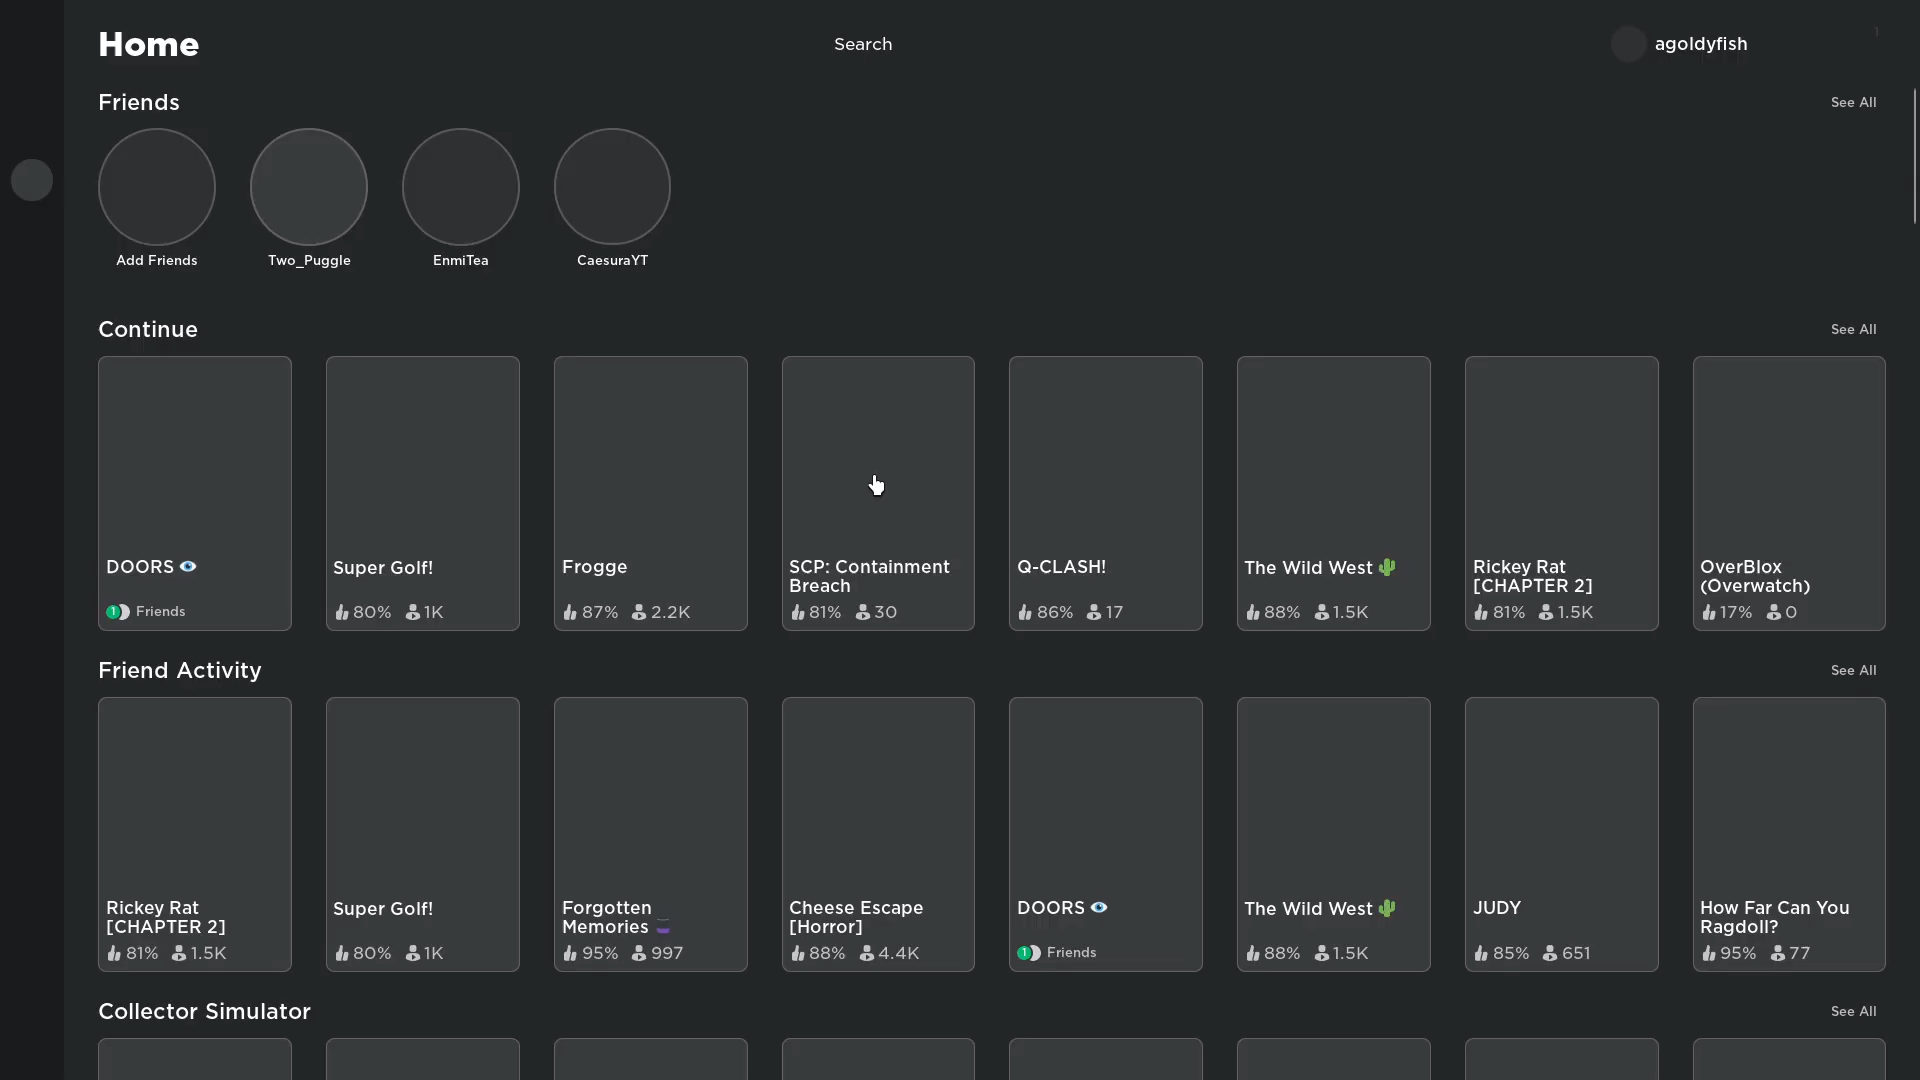 Home
Search
agoldyfish
Friends
See All
Add Friends
Two_Puggle
EnmiTea
CaesuraYT
Continue
See All
DOORS 👁
1 Friends
Super Golf!
80% 1K
Frogge
87% 2.2K
SCP: Containment
Breach
81% 30
Q-CLASH!
86% 17
The Wild West 🌵
88% 1.5K
Rickey Rat
[CHAPTER 2]
81% 1.5K
OverBlox
(Overwatch)
17% 0
Friend Activity
See All
Rickey Rat
[CHAPTER 2]
81% 1.5K
Super Golf!
80% 1K
Forgotten
Memories
95% 997
Cheese Escape
[Horror]
88% 4.4K
DOORS 👁
1 Friends
The Wild West 🌵
88% 1.5K
JUDY
85% 651
How Far Can You
Ragdoll?
95% 77
Collector Simulator
See All